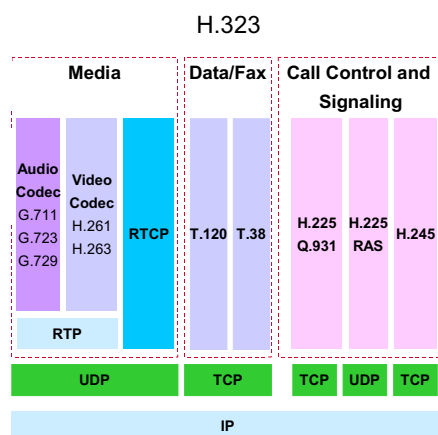 H.323
Media
Data/Fax
Call Control and
Signaling
Audio
Codec
G.711
G.723
G.729
Video
Codec
H.261
H.263
RTCP
T.120
T.38
H.225
Q.931
H.225
RAS
H.245
RTP
UDP
TCP
TCP
UDP
TCP
IP